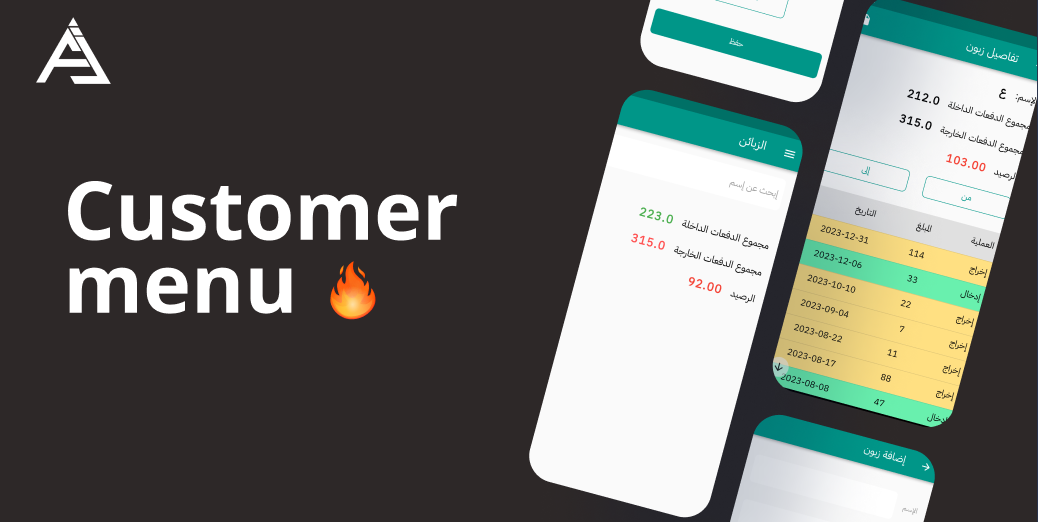 Customer
menu 🔥
حفظ
الزبائن
إبحث عن إسم
مجموع الدفعات الداخلة 223.0
مجموع الدفعات الخارجة 315.0
الرصيد 92.00
تفاصيل زبون
الإسم: ع
مجموع الدفعات الداخلة 212.0
مجموع الدفعات الخارجة 315.0
الرصيد 103.00
من إلى
العملية المبلغ التاريخ
إخراج 114 2023-12-31
إدخال 33 2023-12-06
إخراج 22 2023-10-10
إخراج 7 2023-09-04
إخراج 11 2023-08-22
إخراج 88 2023-08-17
إدخال 47 2023-08-08
إضافة زبون
الإسم